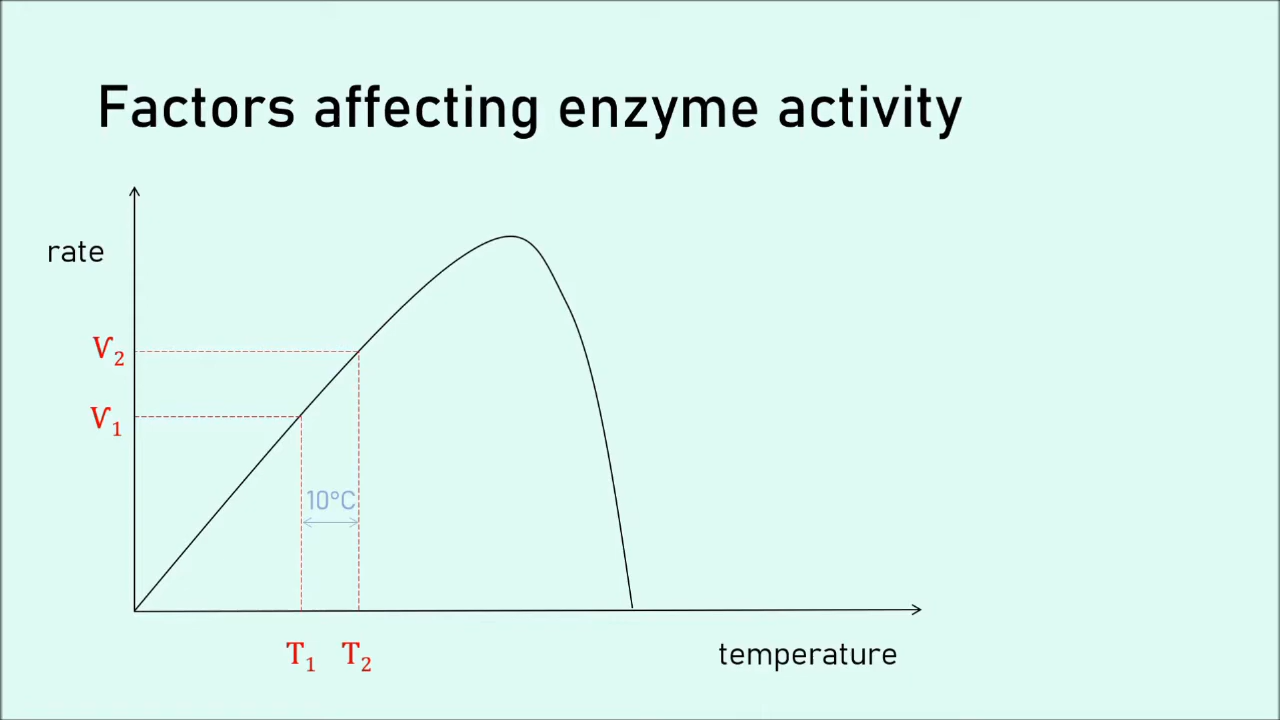 Factors affecting enzyme activity
rate
V₂
V₁
10°C
T₁ T₂
temperature